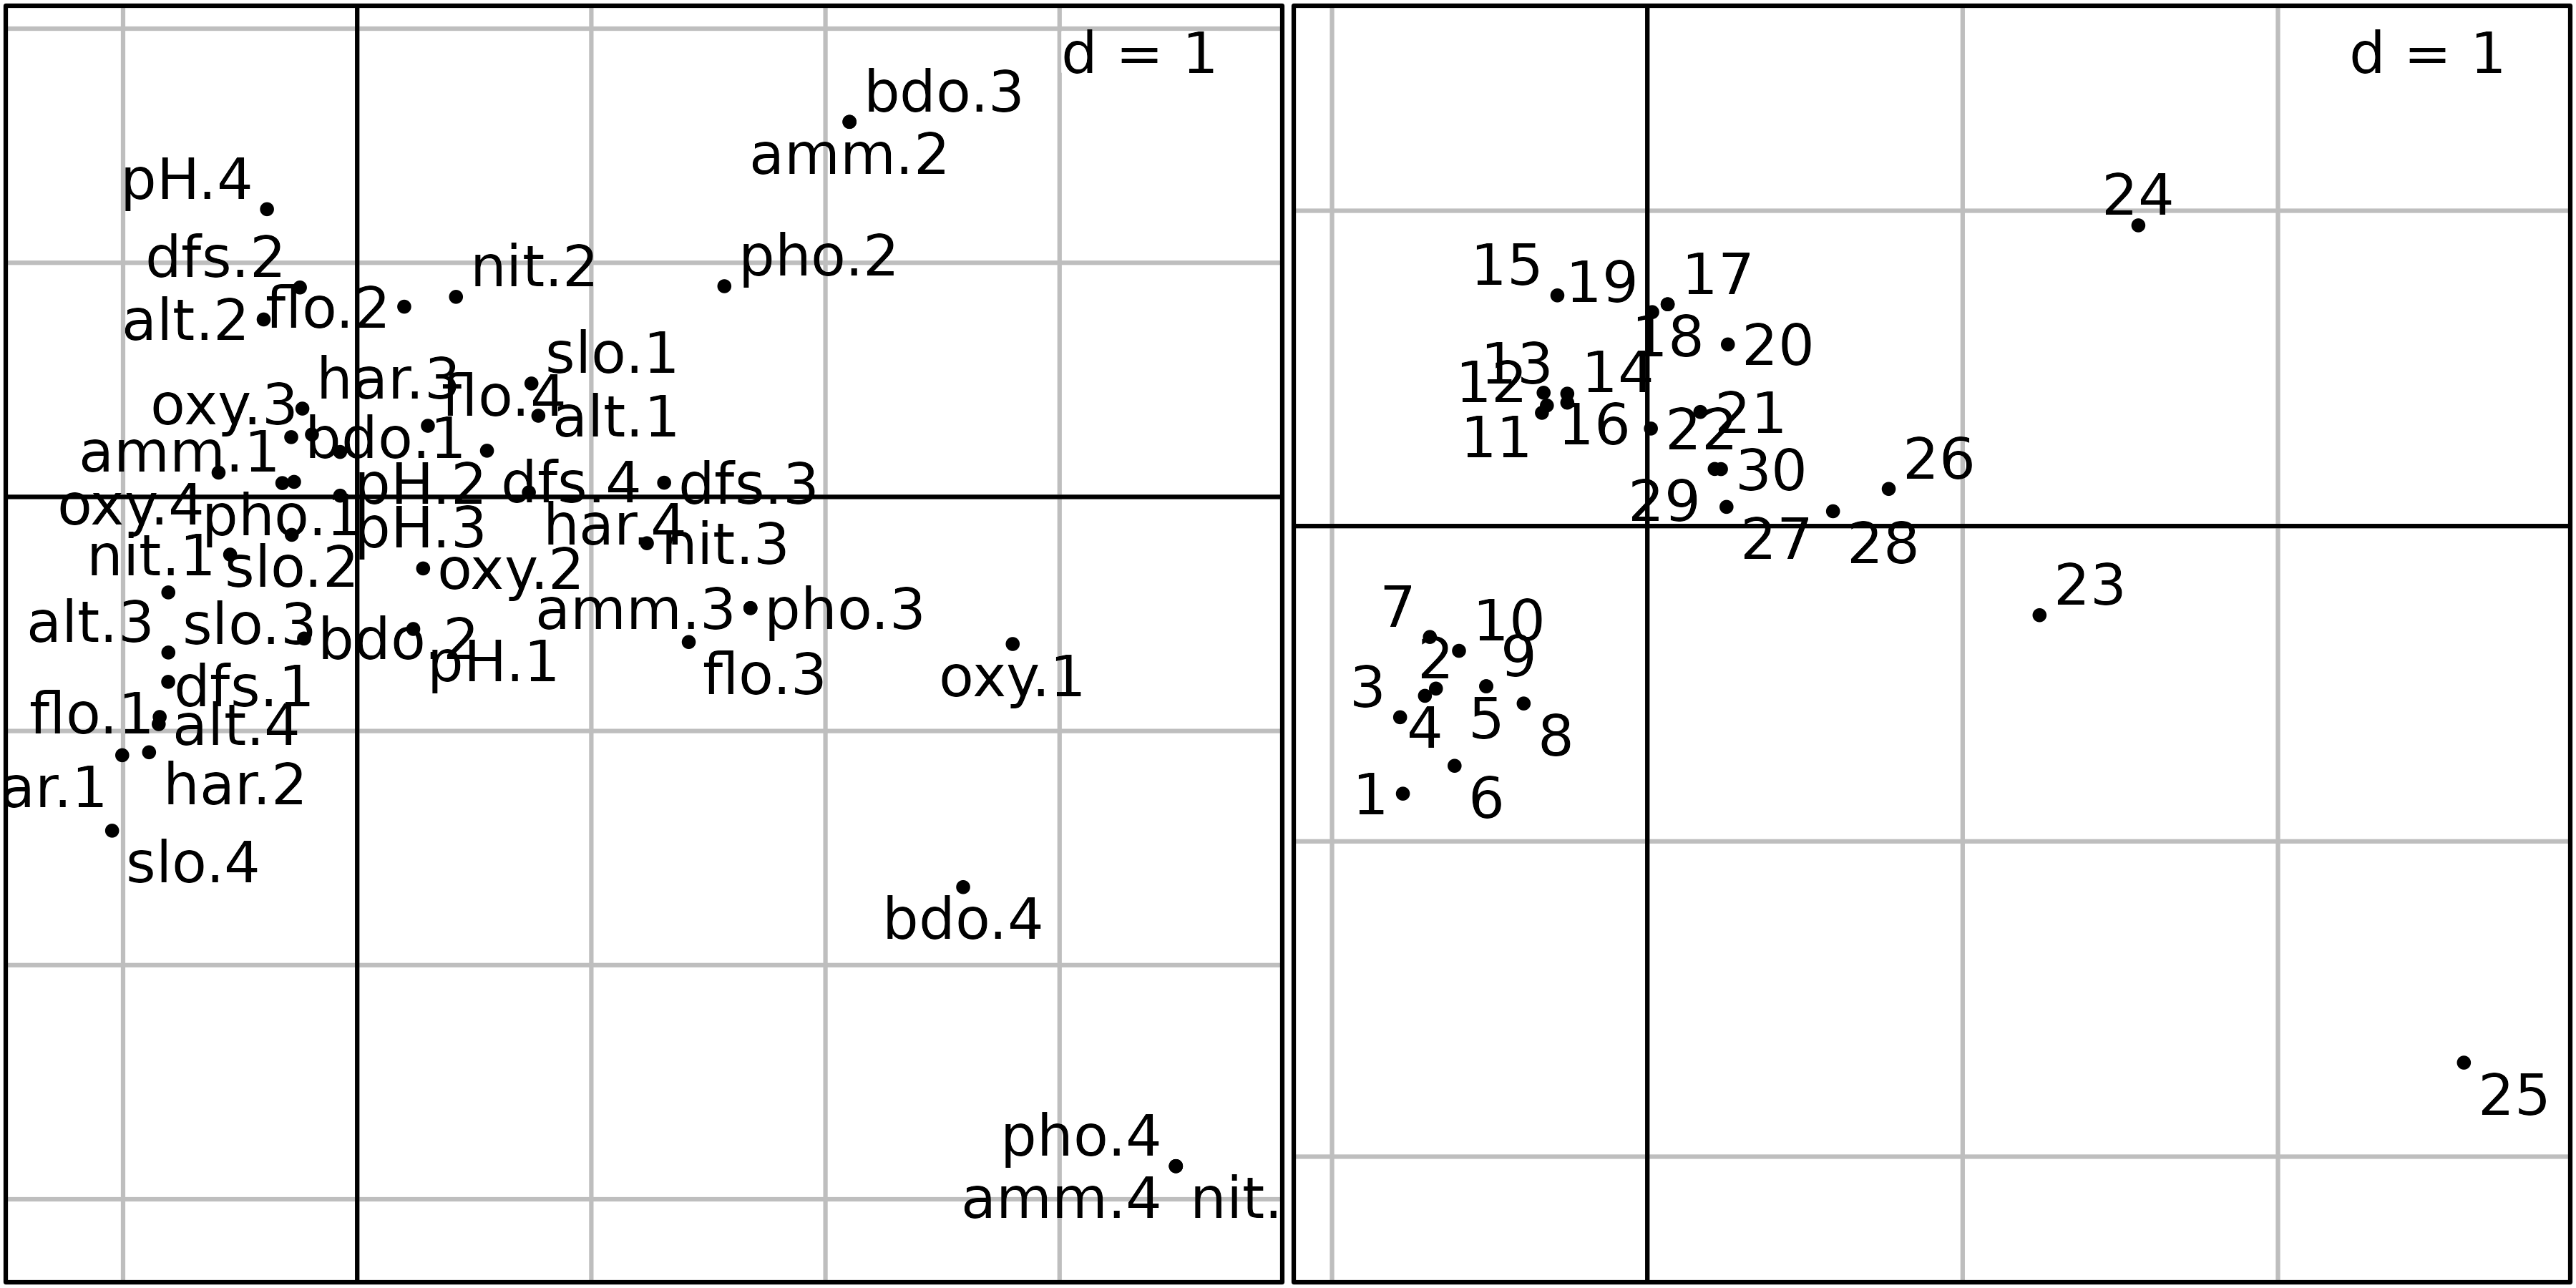 d = 1
bdo.3
amm.2
pH.4
dfs.2
nit.2
pho.2
alt.2
flo.2
slo.1
har.3
flo.4
oxy.3
alt.1
bdo.1
amm.1
pH.2
dfs.4
dfs.3
oxy.4
pho.1
pH.3
har.4
nit.3
nit.1
slo.2
oxy.2
amm.3
pho.3
alt.3
slo.3
bdo.2
pH.1
flo.3
oxy.1
dfs.1
flo.1
alt.4
ar.1
har.2
slo.4
bdo.4
pho.4
amm.4
nit.
d = 1
24
15
19
17
18
20
13
12
14
11
16
22
21
30
26
29
27
28
23
7
10
2
9
3
4
5
8
1
6
25